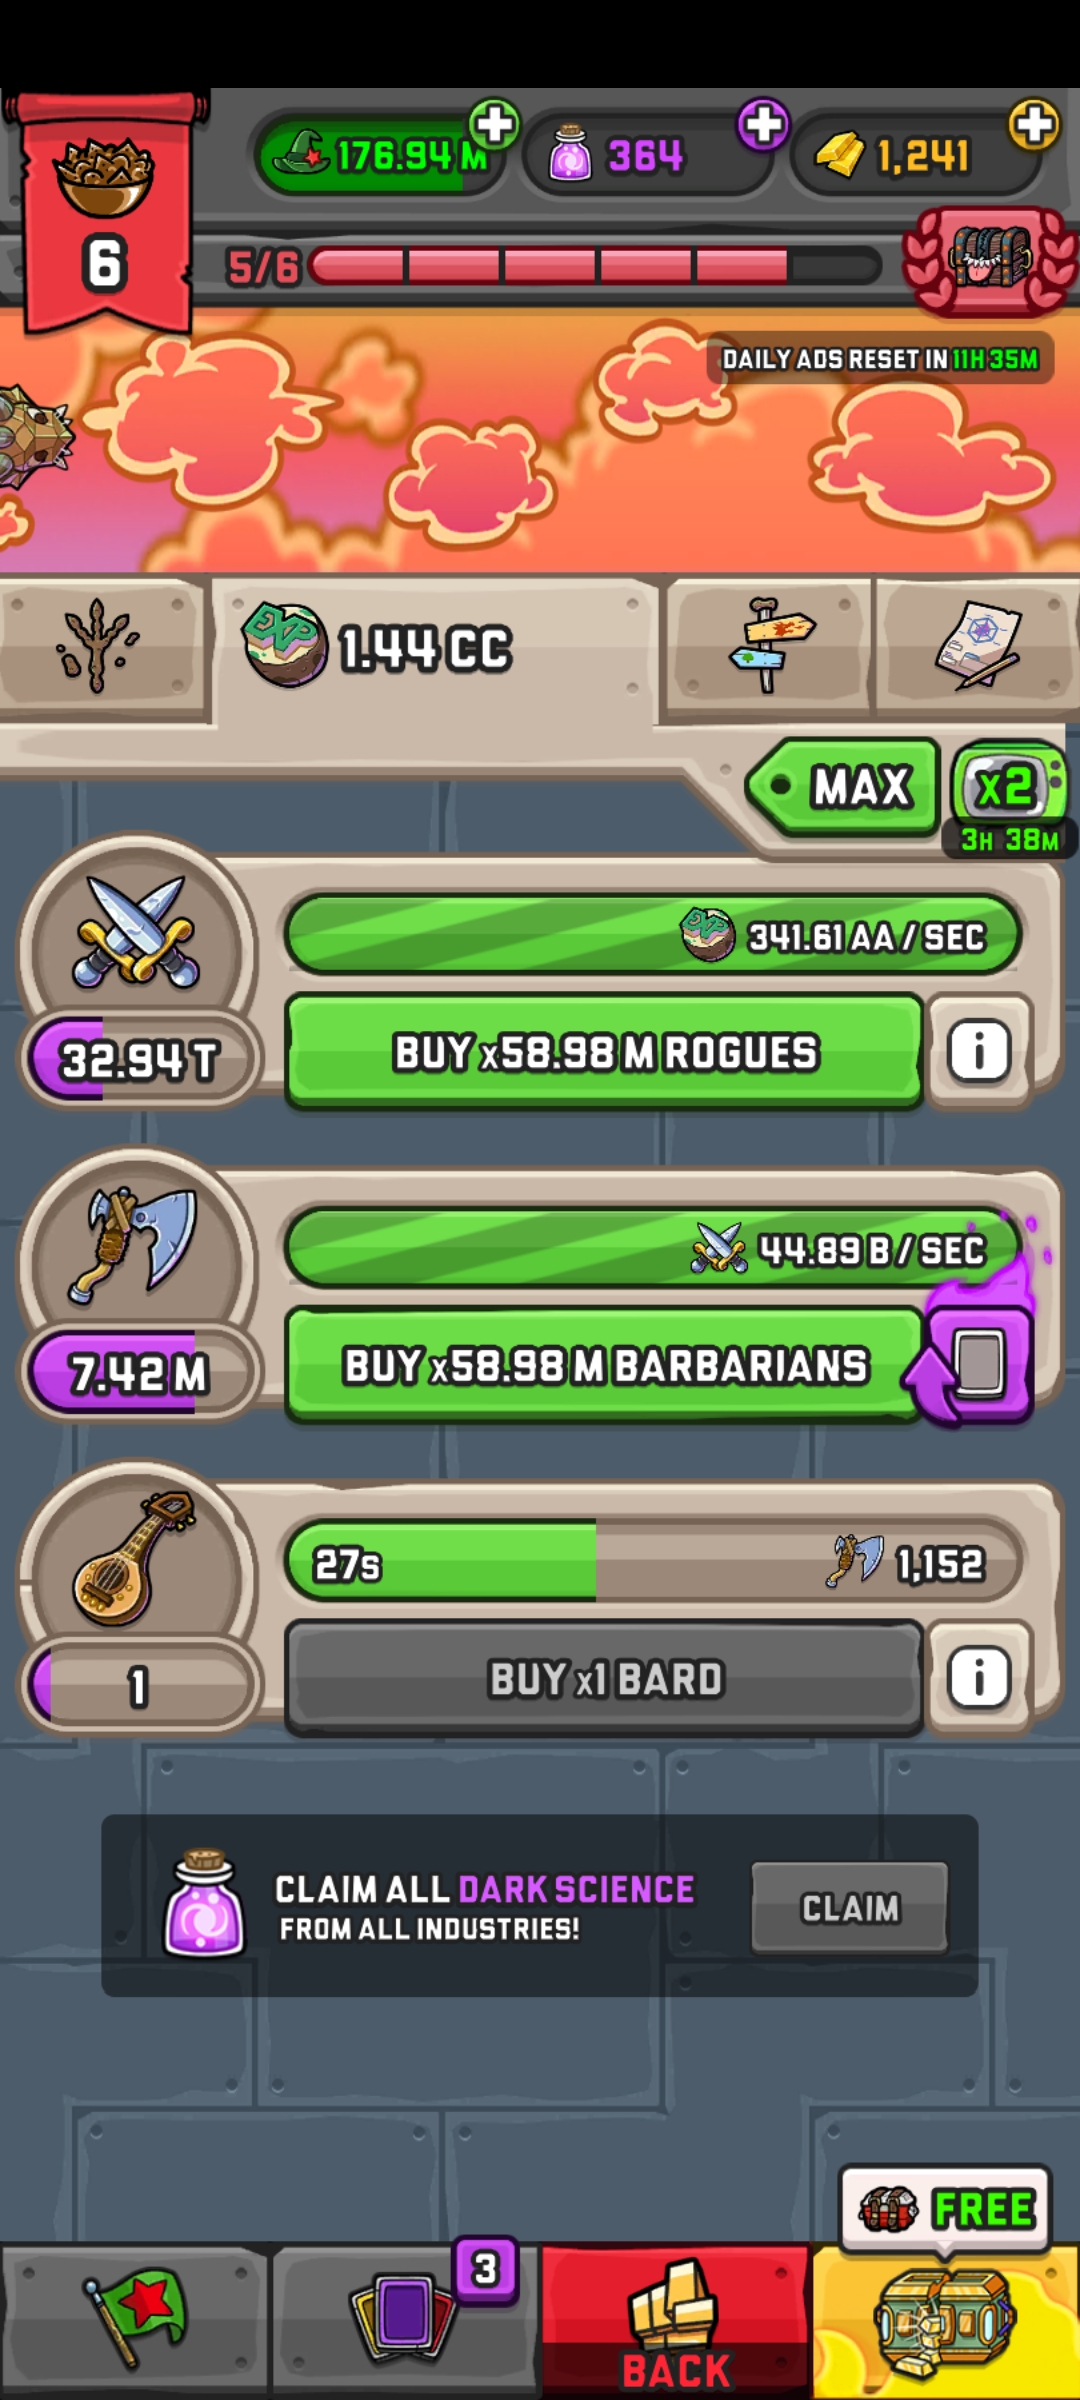 176.94 M
364
1,241
6
5/6
DAILY ADS RESET IN 11H 35M
EXP
1.44 CC
MAX
x2
3H 38M
EXP
341.61 AA / SEC
32.94 T
BUY x58.98 M ROGUES
i
44.89 B / SEC
7.42 M
BUY x58.98 M BARBARIANS
27s
1,152
1
BUY x1 BARD
i
CLAIM ALL DARK SCIENCE
FROM ALL INDUSTRIES!
CLAIM
FREE
3
BACK